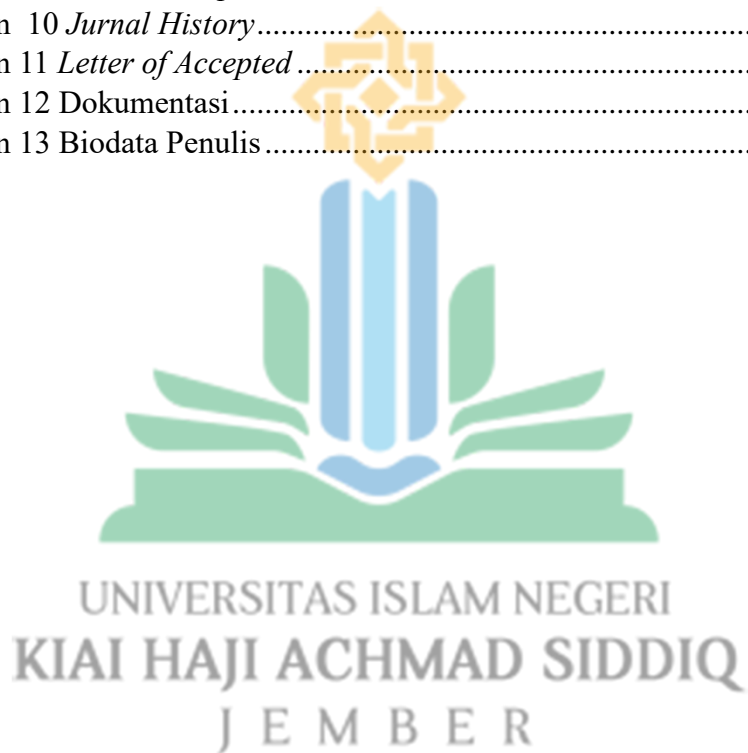 n 10 Jurnal History
n 11 Letter of Accepted
n 12 Dokumentasi
n 13 Biodata Penulis
UNIVERSITAS ISLAM NEGERI
KIAI HAJI ACHMAD SIDDIQ
JEMBER